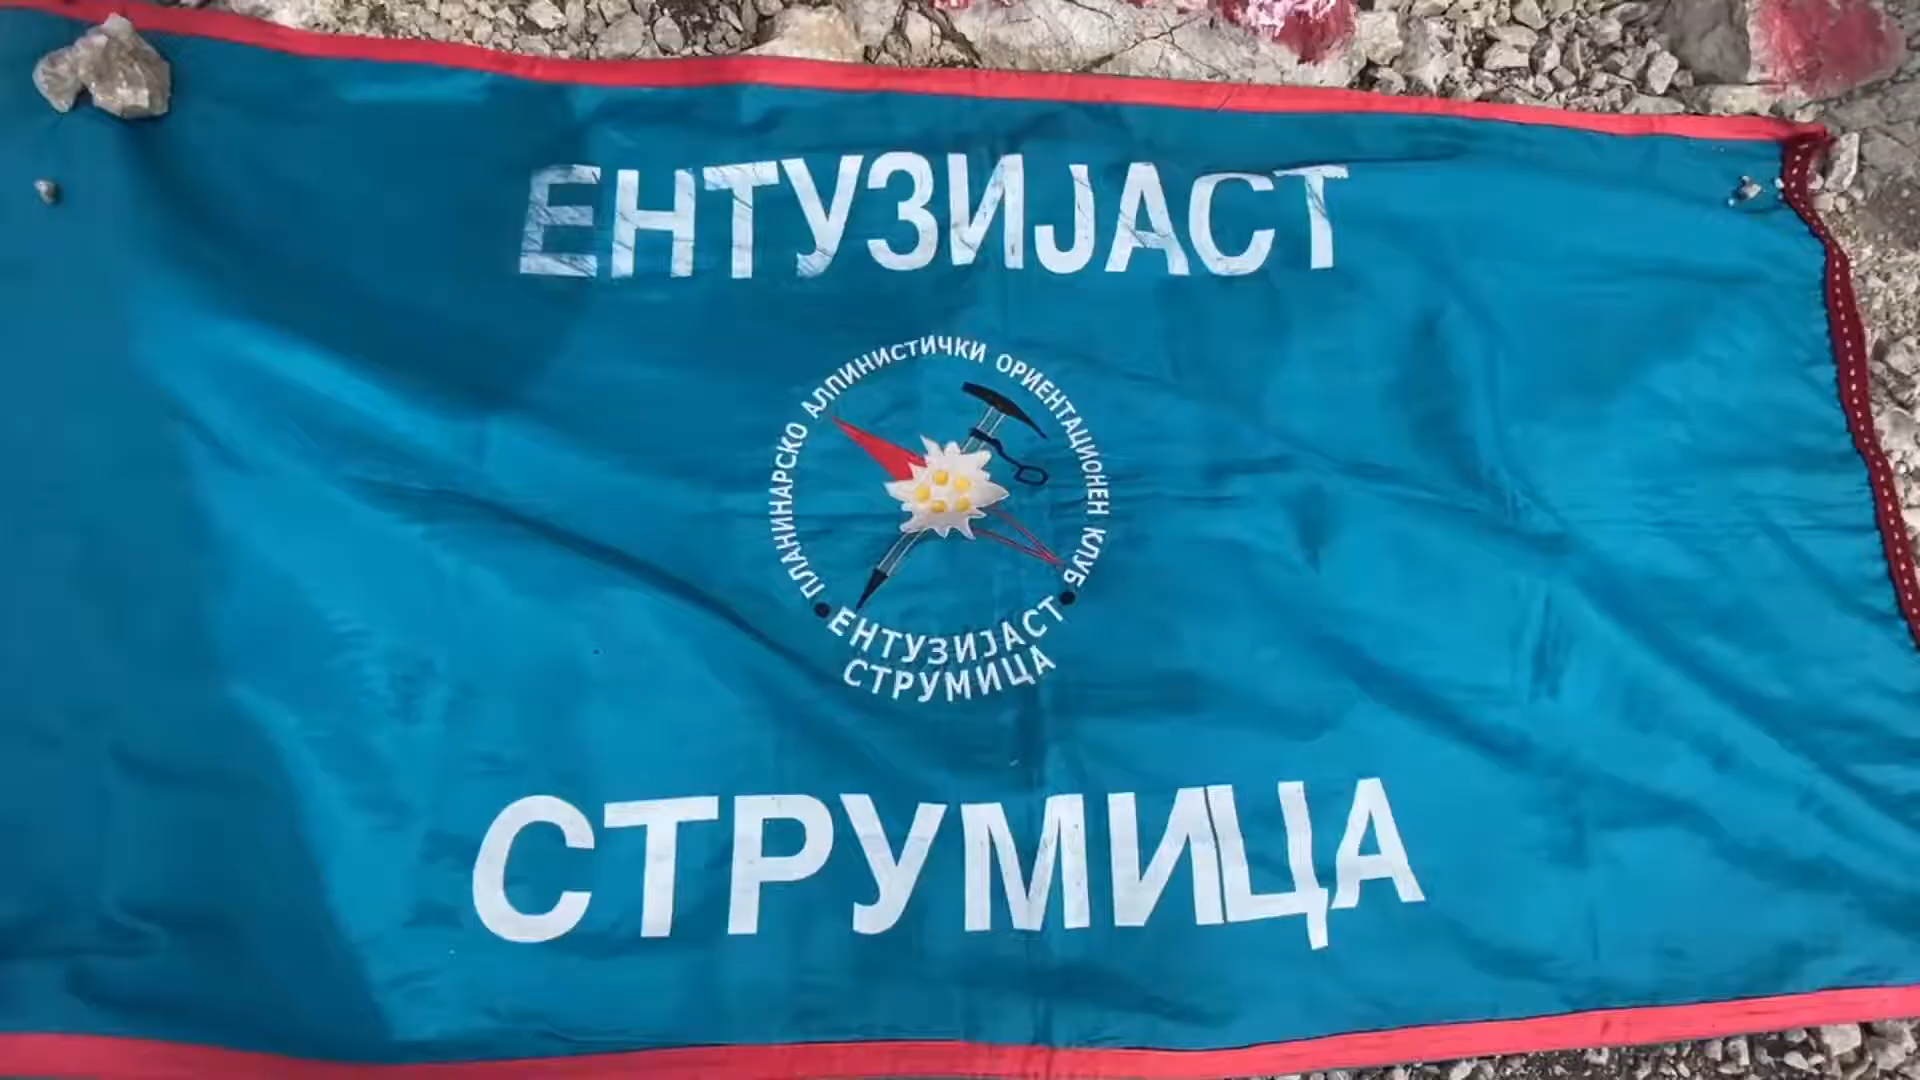 ЕНТУЗИЈАСТ
ПЛАНИНАРСКО АЛПИНИСТИЧКИ ОРИЕНТАЦИОНЕН КЛУБ
ЕНТУЗИЈАСТ
СТРУМИЦА
СТРУМИЦА